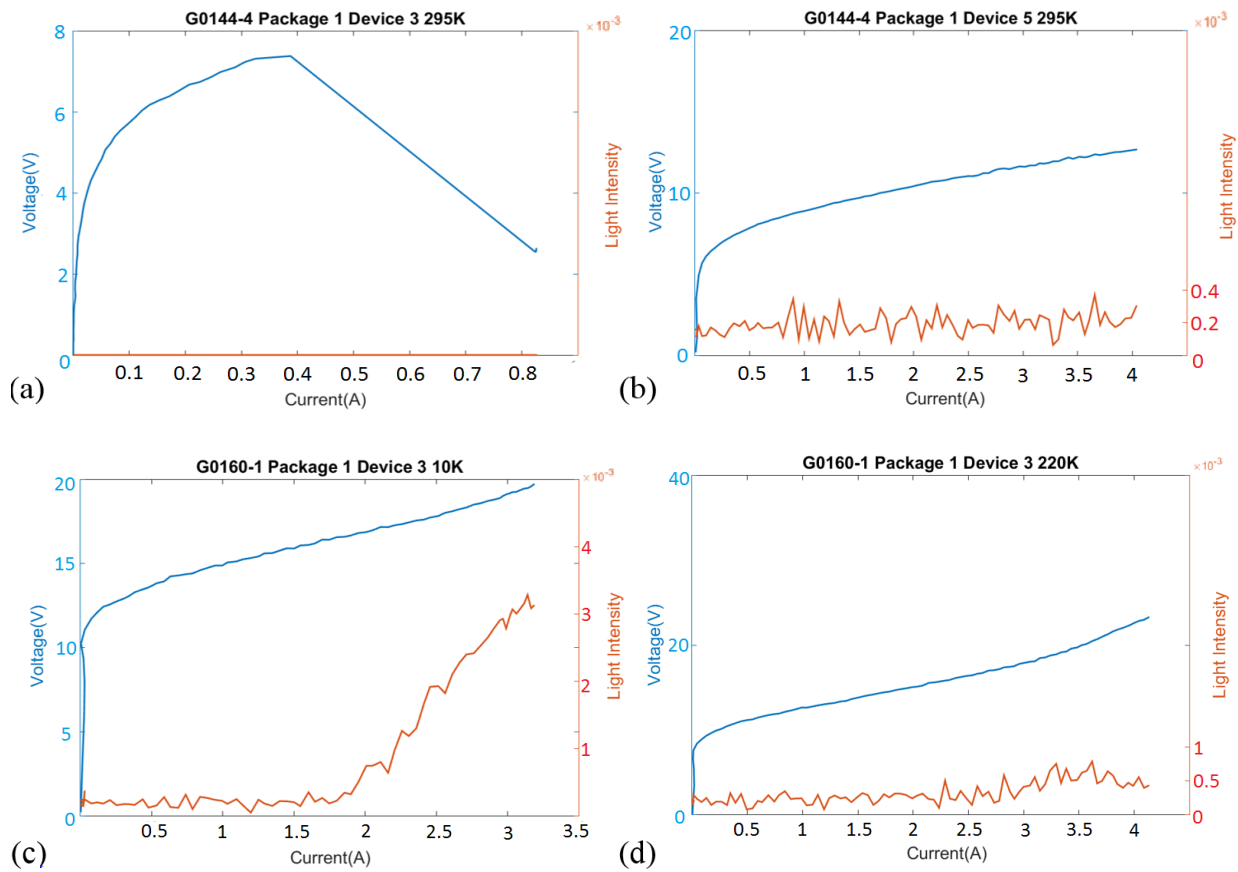 G0144-4 Package 1 Device 3 295K
×10⁻³
8
6
4
2
0
Voltage(V)
Light Intensity
0.1 0.2 0.3 0.4 0.5 0.6 0.7 0.8
Current(A)
(a)
G0144-4 Package 1 Device 5 295K
×10⁻³
20
10
0
Voltage(V)
0.4
0.2
0
Light Intensity
0.5 1 1.5 2 2.5 3 3.5 4
Current(A)
(b)
G0160-1 Package 1 Device 3 10K
×10⁻³
20
15
10
5
0
Voltage(V)
4
3
2
1
Light Intensity
0.5 1 1.5 2 2.5 3 3.5
Current(A)
(c)
G0160-1 Package 1 Device 3 220K
×10⁻³
40
20
0
Voltage(V)
1
0.5
0
Light Intensity
0.5 1 1.5 2 2.5 3 3.5 4
Current(A)
(d)